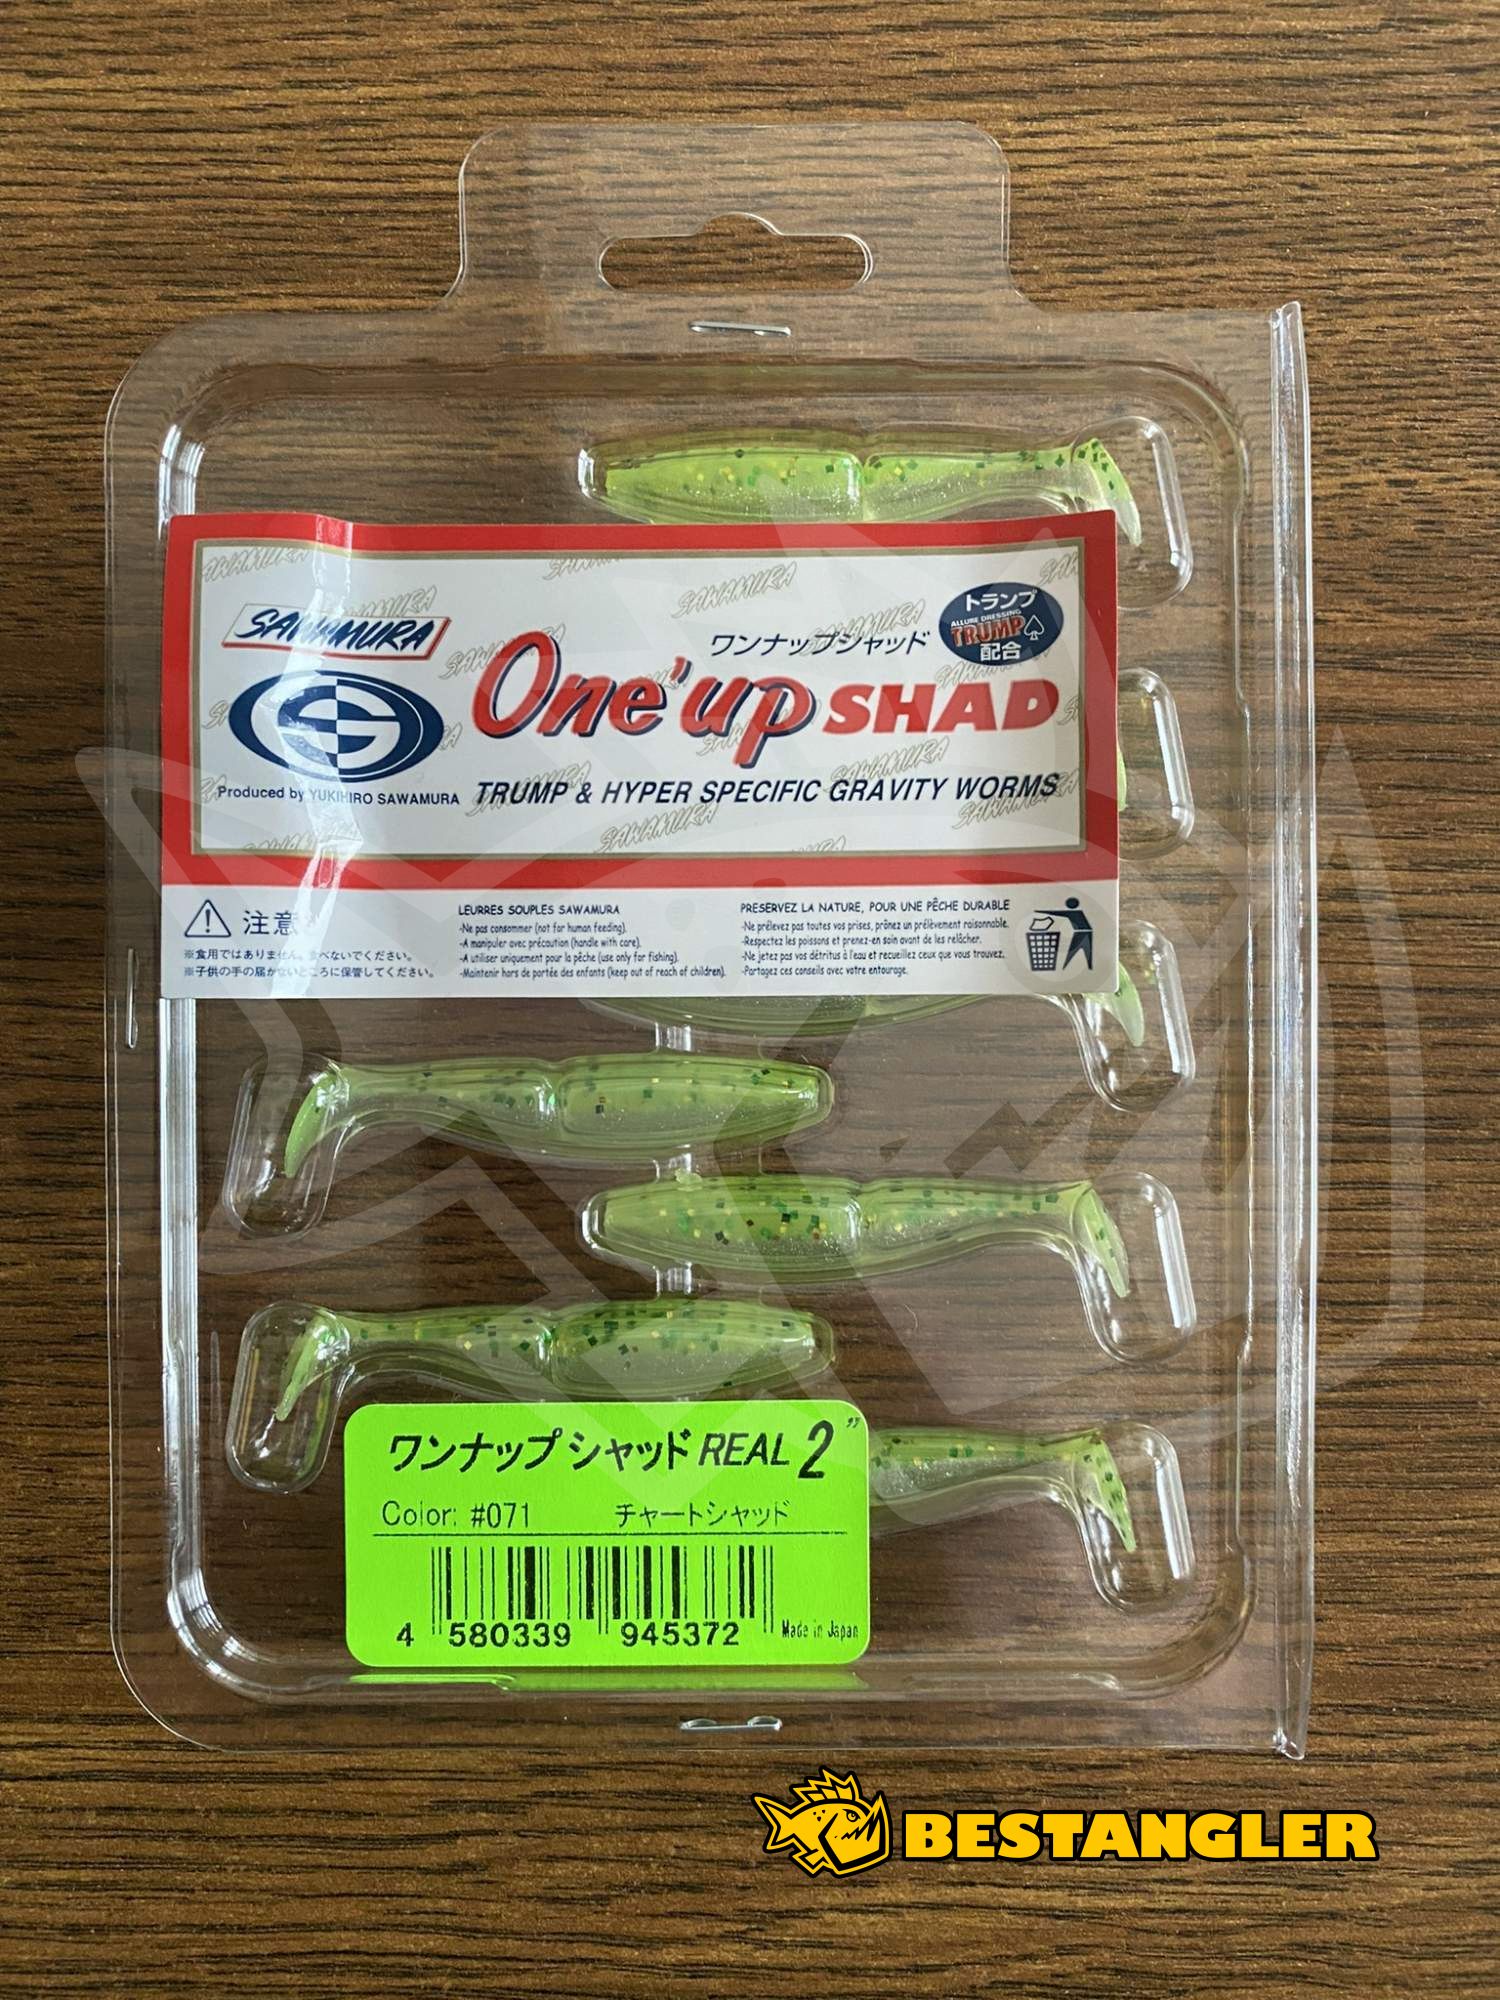 SAWAMURA
ワンナップシャッド
トランプ
ALLURE DRESSING
TRUMP
配合
One'up SHAD
Produced by YUKIHIRO SAWAMURA
TRUMP & HYPER SPECIFIC GRAVITY WORMS
注意
※食用ではありません。食べないでください。
※子供の手の届かないところに保管してください。
LEURRES SOUPLES SAWAMURA
-Ne pas consommer (not for human feeding).
-A manipuler avec précaution (handle with care).
-A utiliser uniquement pour la pêche (use only for fishing).
-Maintenir hors de portée des enfants (keep out of reach of children).
PRESERVEZ LA NATURE, POUR UNE PÊCHE DURABLE
-Ne prélevez pas toutes vos prises, prônez un prélèvement raisonnable.
-Respectez les poissons et prenez-en soin avant de les relâcher.
-Ne jetez pas vos détritus à l'eau et recueillez ceux que vous trouvez.
-Partagez ces conseils avec votre entourage.
ワンナップシャッド REAL 2"
Color: #071 チャートシャッド
4 580339 945372
Made in Japan
BESTANGLER